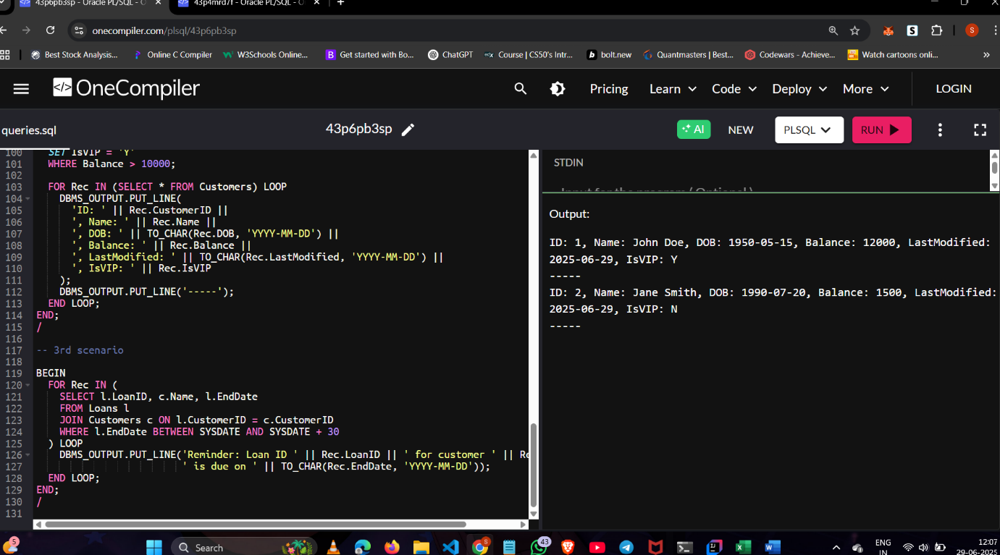 43p6pb3sp - Oracle PL/SQL - O
43p4mrd7f - Oracle PL/SQL - O
onecompiler.com/plsql/43p6pb3sp
S
S
Best Stock Analysis...
Online C Compiler
W3Schools Online...
B
Get started with Bo...
ChatGPT
Course | CS50's Intr...
b
bolt.new
Quantmasters | Best...
Codewars - Achieve...
Watch cartoons onli...
»
</> OneCompiler
Pricing
Learn
Code
Deploy
More
LOGIN
queries.sql
43p6pb3sp
AI
NEW
PLSQL
RUN
100 SET IsVIP = 'Y'
101 WHERE Balance > 10000;
102
103 FOR Rec IN (SELECT * FROM Customers) LOOP
104 DBMS_OUTPUT.PUT_LINE(
105 'ID: ' || Rec.CustomerID ||
106 ', Name: ' || Rec.Name ||
107 ', DOB: ' || TO_CHAR(Rec.DOB, 'YYYY-MM-DD') ||
108 ', Balance: ' || Rec.Balance ||
109 ', LastModified: ' || TO_CHAR(Rec.LastModified, 'YYYY-MM-DD') ||
110 ', IsVIP: ' || Rec.IsVIP
111 );
112 DBMS_OUTPUT.PUT_LINE('-----');
113 END LOOP;
114 END;
115 /
116
117 -- 3rd scenario
118
119 BEGIN
120 FOR Rec IN (
121 SELECT l.LoanID, c.Name, l.EndDate
122 FROM Loans l
123 JOIN Customers c ON l.CustomerID = c.CustomerID
124 WHERE l.EndDate BETWEEN SYSDATE AND SYSDATE + 30
125 ) LOOP
126 DBMS_OUTPUT.PUT_LINE('Reminder: Loan ID ' || Rec.LoanID || ' for customer ' ||
127 ' is due on ' || TO_CHAR(Rec.EndDate, 'YYYY-MM-DD'));
128 END LOOP;
129 END;
130 /
131
STDIN
Input for the program ( Optional )
Output:
ID: 1, Name: John Doe, DOB: 1950-05-15, Balance: 12000, LastModified:
2025-06-29, IsVIP: Y
-----
ID: 2, Name: Jane Smith, DOB: 1990-07-20, Balance: 1500, LastModified:
2025-06-29, IsVIP: N
-----
5
Search
S
43
ENG
IN
12:07
29-06-2025